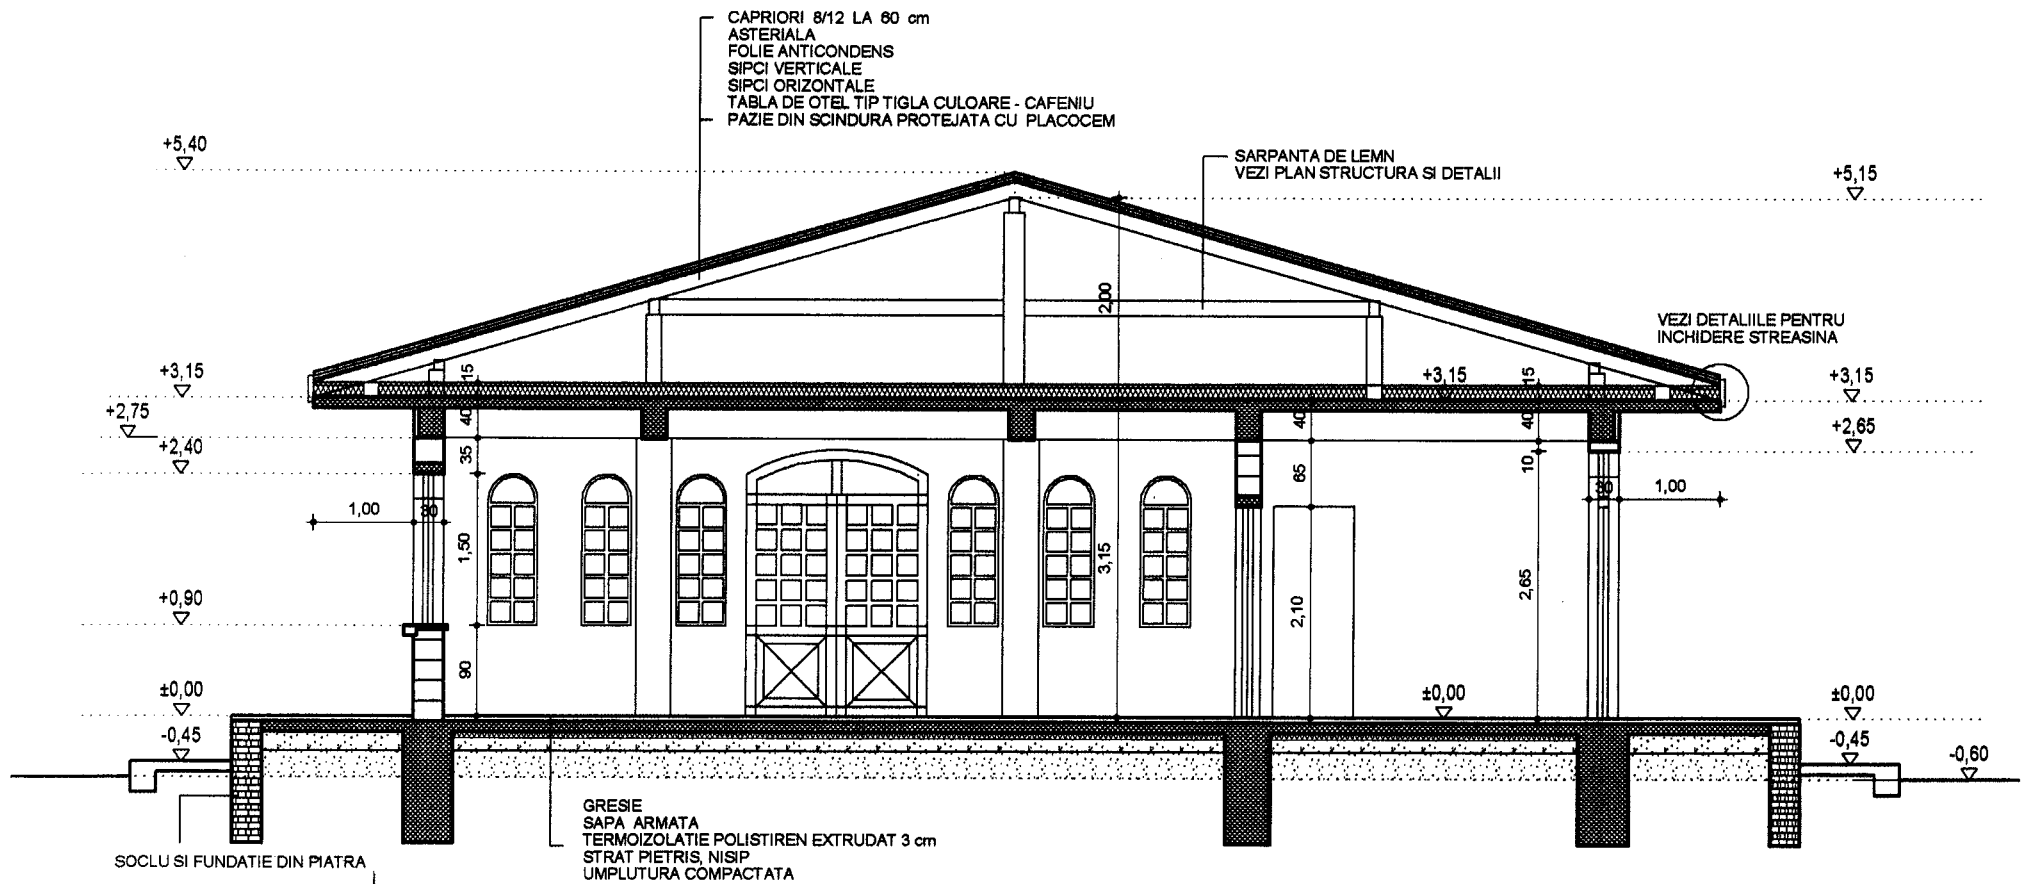 CAPRIORI 8/12 LA 60 cm
ASTERIALA
FOLIE ANTICONDENS
SIPCI VERTICALE
SIPCI ORIZONTALE
TABLA DE OTEL TIP TIGLA CULOARE - CAFENIU
PAZIE DIN SCINDURA PROTEJATA CU PLACOCEM
+5,40
SARPANTA DE LEMN
VEZI PLAN STRUCTURA SI DETALII
+5,15
2,00
VEZI DETALIILE PENTRU
INCHIDERE STREASINA
+3,15
15
+3,15
15
+3,15
+2,75
40
40
40
+2,65
+2,40
35
65
10
1,00
30
30
1,00
1,50
3,15
2,65
+0,90
2,10
90
±0,00
±0,00
±0,00
-0,45
-0,45
-0,60
GRESIE
SAPA ARMATA
TERMOIZOLATIE POLISTIREN EXTRUDAT 3 cm
STRAT PIETRIS, NISIP
UMPLUTURA COMPACTATA
SOCLU SI FUNDATIE DIN PIATRA